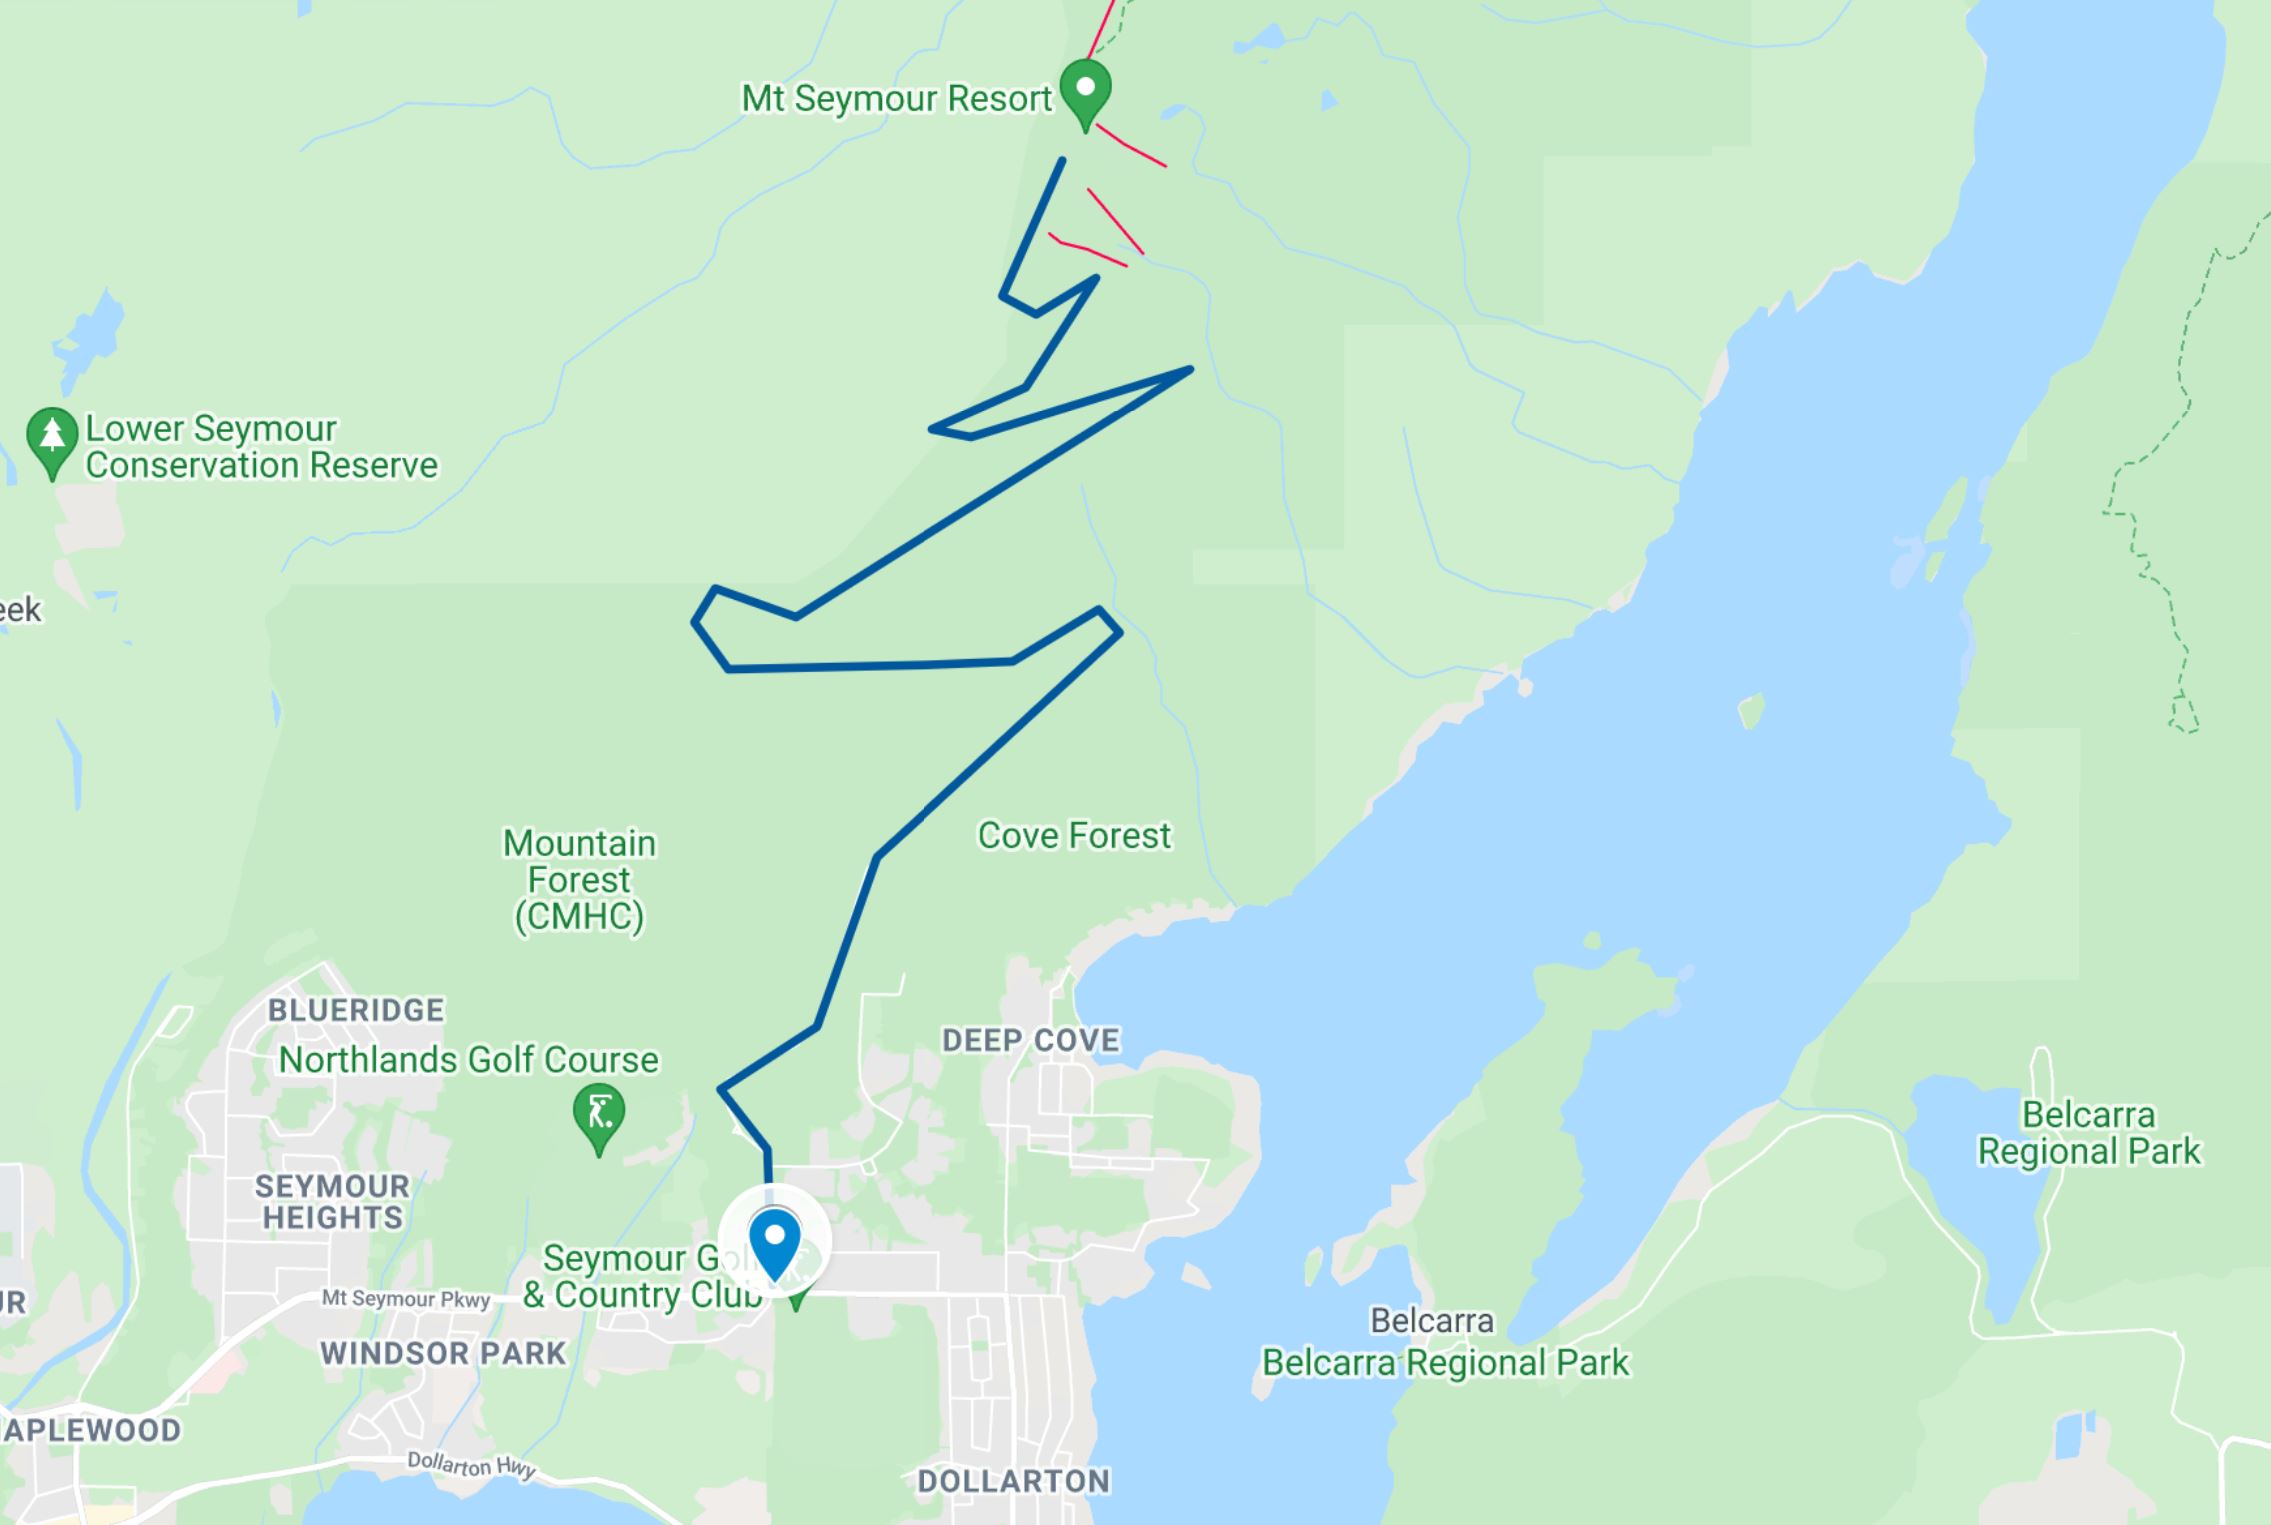 Mt Seymour Resort
Lower Seymour
Conservation Reserve
eek
Mountain
Forest
(CMHC)
Cove Forest
BLUERIDGE
DEEP COVE
Northlands Golf Course
Belcarra
Regional Park
SEYMOUR
HEIGHTS
Seymour Gol
& Country Club
UR
Mt Seymour Pkwy
Belcarra
WINDSOR PARK
Belcarra Regional Park
APLEWOOD
Dollarton Hwy
DOLLARTON